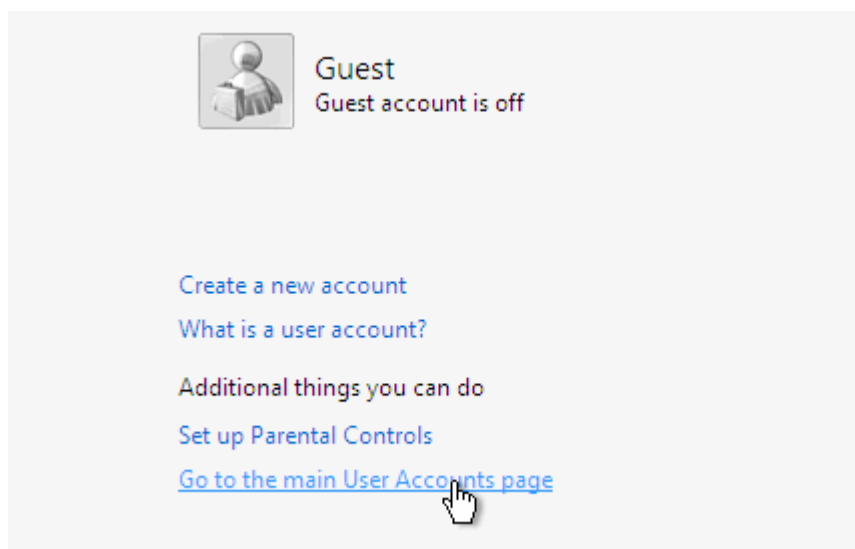 Guest
Guest account is off
Create a new account
What is a user account?
Additional things you can do
Set up Parental Controls
Go to the main User Accounts page